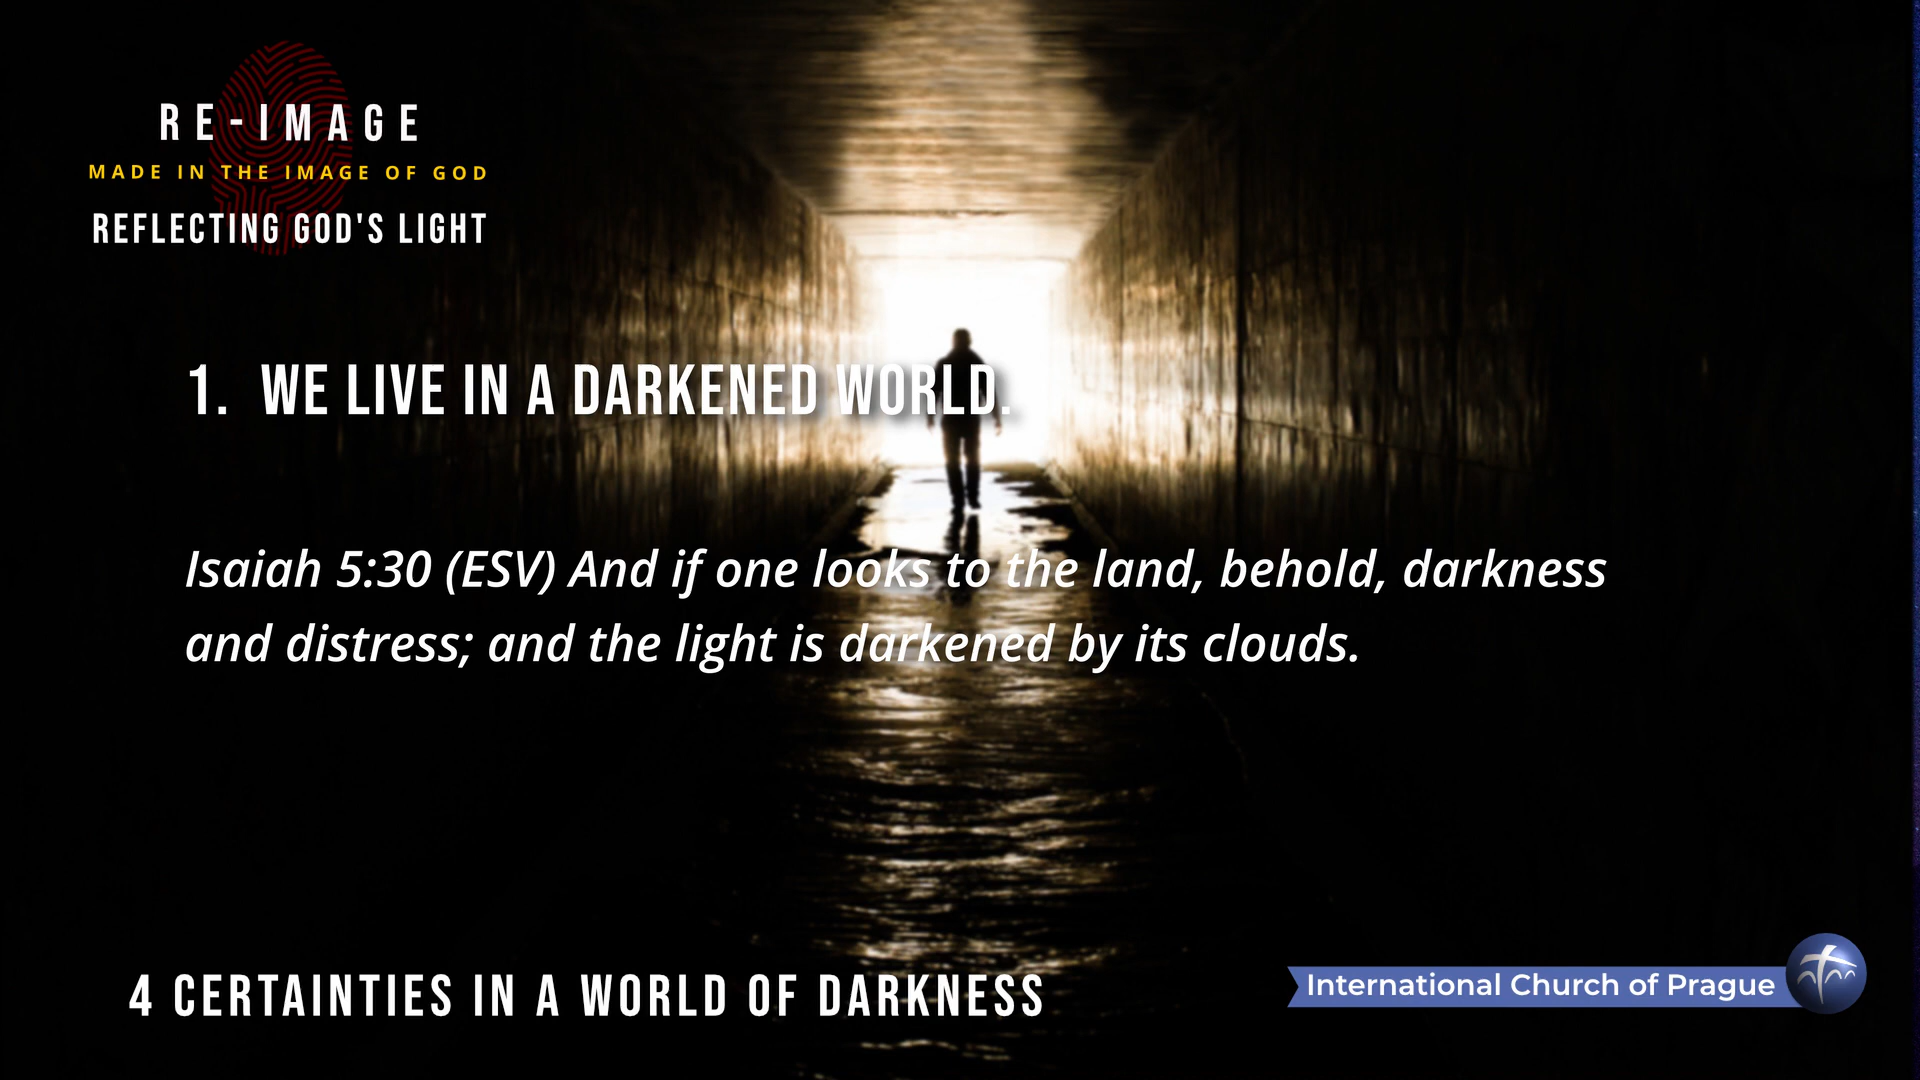 RE-IMAGE
MADE IN THE IMAGE OF GOD
REFLECTING GOD'S LIGHT
1. WE LIVE IN A DARKENED WORLD.
Isaiah 5:30 (ESV) And if one looks to the land, behold, darkness
and distress; and the light is darkened by its clouds.
4 CERTAINTIES IN A WORLD OF DARKNESS
International Church of Prague